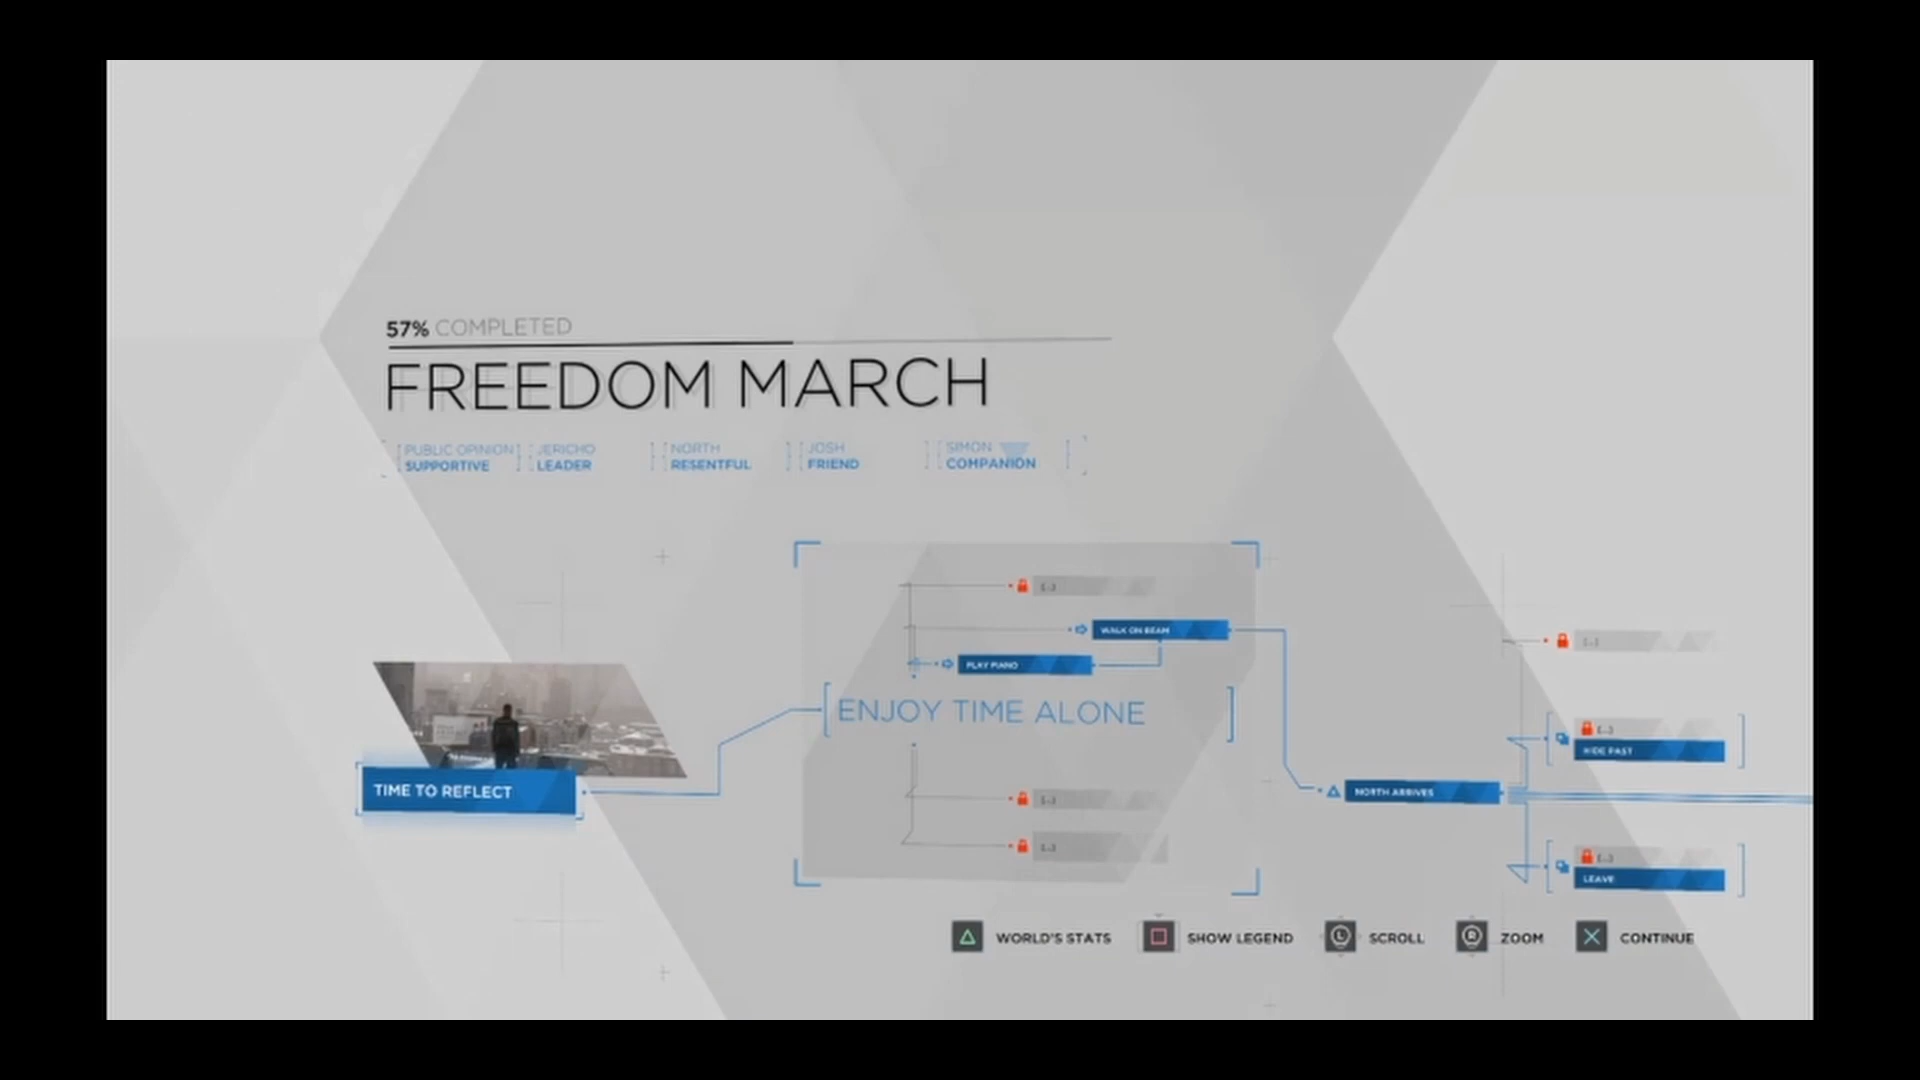 57% COMPLETED
FREEDOM MARCH
PUBLIC OPINION JERICHO NORTH JOSH SIMON
SUPPORTIVE LEADER RESENTFUL FRIEND COMPANION
[...]
WALK ON BEAM
PLAY PIANO
[...]
ENJOY TIME ALONE
[...]
HIDE PAST
TIME TO REFLECT
NORTH ARRIVES
[...]
[...]
[...]
LEAVE
WORLD'S STATS SHOW LEGEND L SCROLL R ZOOM CONTINUE